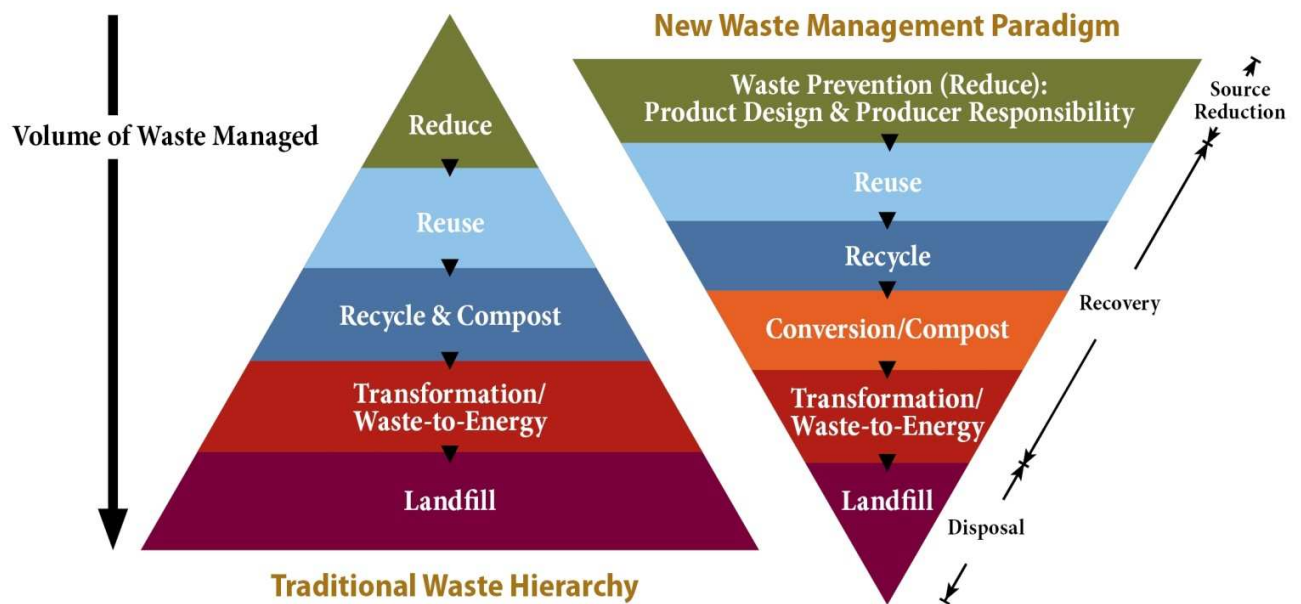 New Waste Management Paradigm
Volume of Waste Managed
Reduce
Reuse
Recycle & Compost
Transformation/
Waste-to-Energy
Landfill
Traditional Waste Hierarchy
Waste Prevention (Reduce):
Product Design & Producer Responsibility
Reuse
Recycle
Conversion/Compost
Transformation/
Waste-to-Energy
Landfill
Source
Reduction
Recovery
Disposal